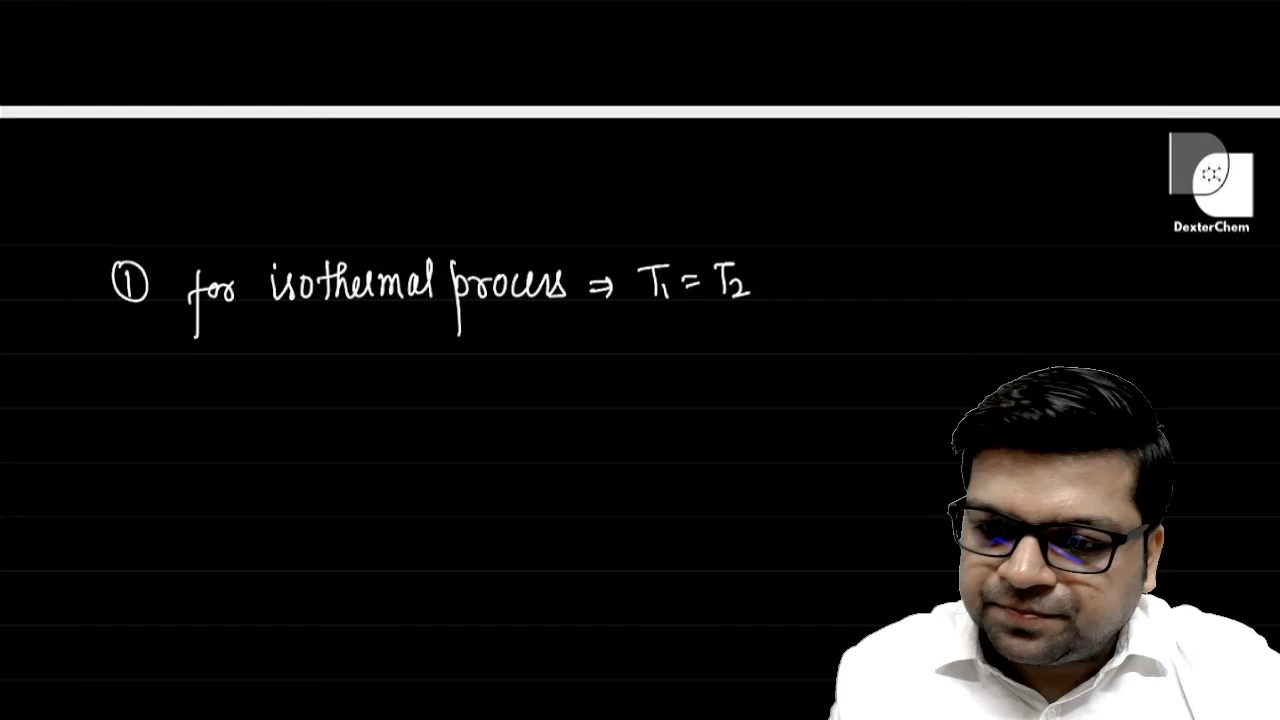 DexterChem
① for isothermal process ⇒ T₁ = T₂